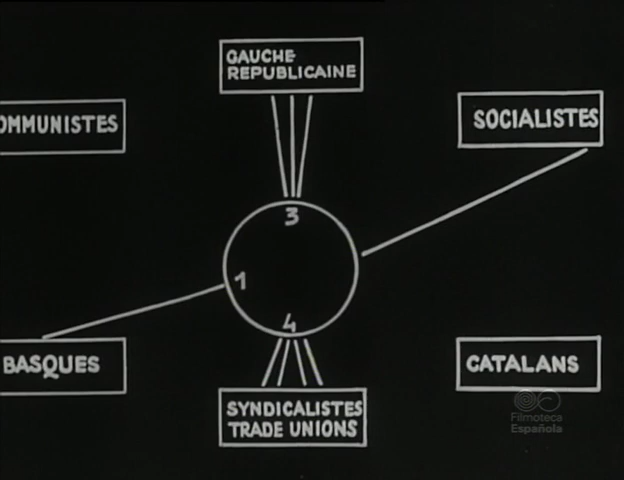 GAUCHE
REPUBLICAINE
OMMUNISTES
SOCIALISTES
3
1
4
BASQUES
CATALANS
SYNDICALISTES
TRADE UNIONS
Filmoteca
Española